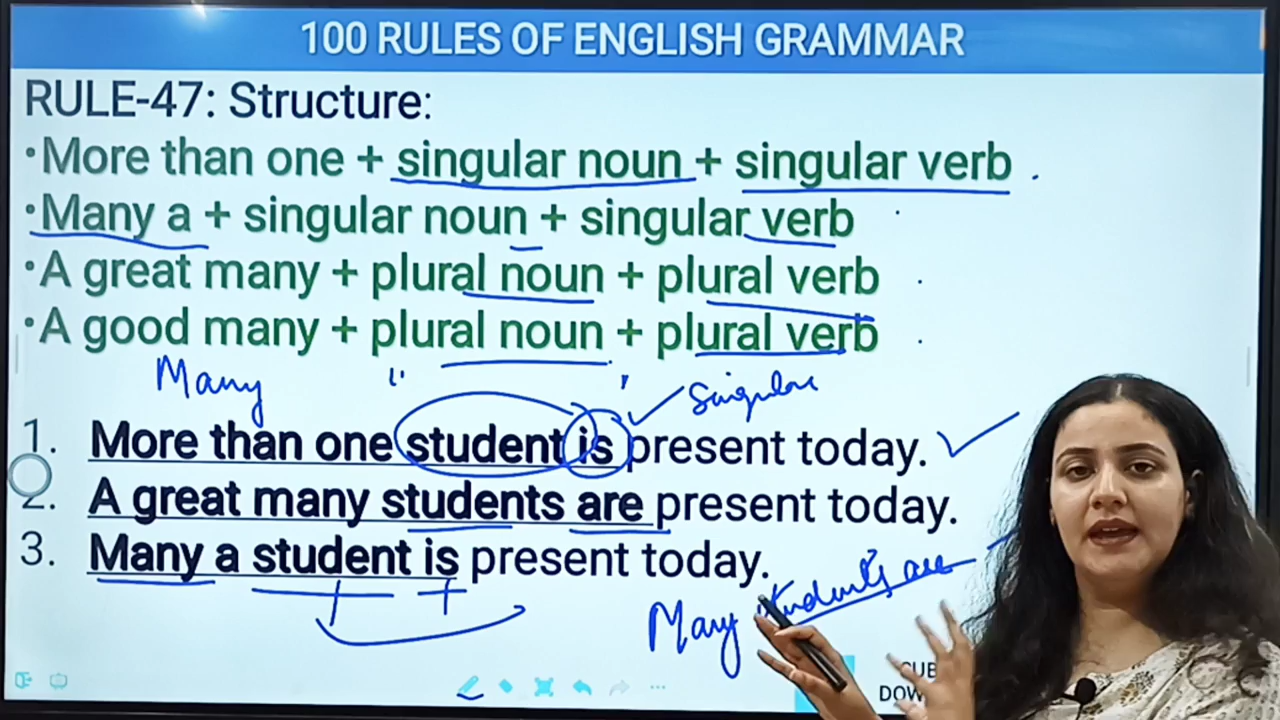 100 RULES OF ENGLISH GRAMMAR
RULE-47: Structure:
•More than one + singular noun + singular verb
•Many a + singular noun + singular verb
•A great many + plural noun + plural verb
•A good many + plural noun + plural verb
Many " "
Singular
1. More than one student is present today.
2. A great many students are present today.
3. Many a student is present today.
Many students are
DOW